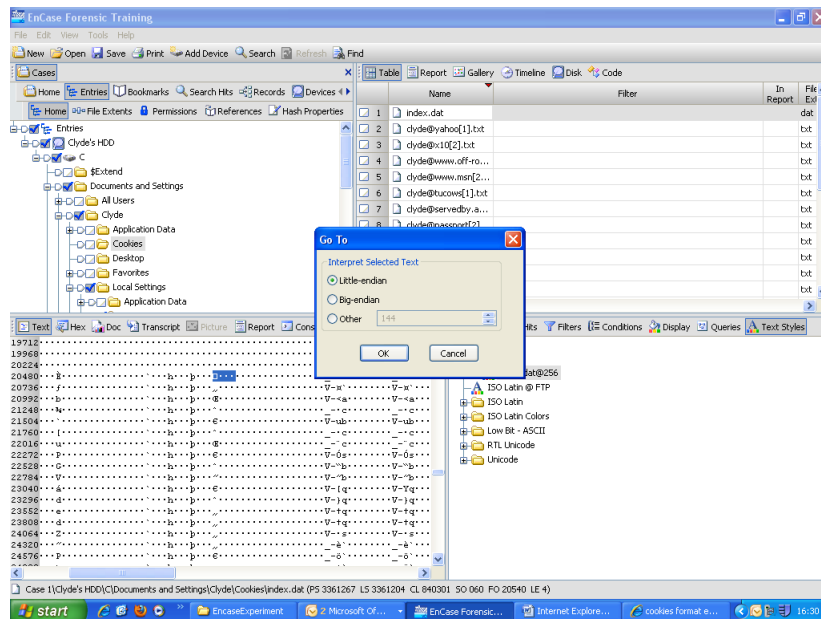 EnCase Forensic Training
File Edit View Tools Help
New Open Save Print Add Device Search Refresh Find
Cases
Table Report Gallery Timeline Disk Code
Home Entries Bookmarks Search Hits Records Devices
Home File Extents Permissions References Hash Properties
Name Filter In Report File
1 index.dat dat
2 clyde@yahoo[1].txt txt
3 clyde@x10[2].txt txt
4 clyde@www.off-ro... txt
5 clyde@www.msn[2... txt
6 clyde@tucows[1].txt txt
7 clyde@servedby.a... txt
8 clyde@passport[2] txt
txt
txt
txt
txt
Entries
Clyde's HDD
C
$Extend
Documents and Settings
All Users
Clyde
Application Data
Cookies
Desktop
Favorites
Local Settings
Application Data
Go To
Interpret Selected Text
Little-endian
Big-endian
Other 144
OK Cancel
Text Hex Doc Transcript Picture Report Cons
Hits Filters Conditions Display Queries Text Styles
19712
19968
20224
20480
20736
20992
21248
21504
21760
22016
22272
22528
22784
23040
23296
23552
23808
24064
24320
24576
dat@256
ISO Latin @ FTP
ISO Latin
ISO Latin Colors
Low Bit - ASCII
RTL Unicode
Unicode
Case 1\Clyde's HDD\C\Documents and Settings\Clyde\Cookies\index.dat (PS 3361267 LS 3361204 CL 840301 SO 060 FO 20540 LE 4)
start EncaseExperiment 2 Microsoft Of... EnCase Forensic... Internet Explore... cookies format e... 16:30